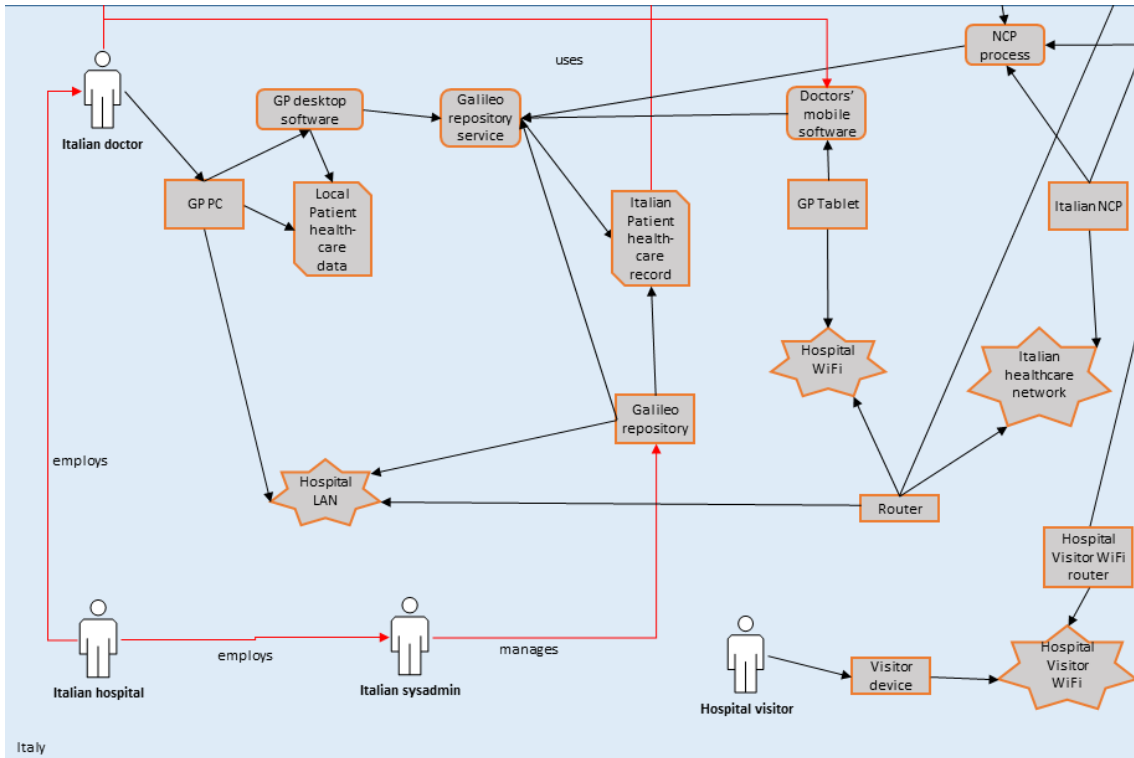 uses
NCP
process
Italian doctor
GP desktop
software
Galileo
repository
service
Doctors'
mobile
software
GP PC
Local
Patient
health-
care
data
Italian
Patient
health-
care
record
GP Tablet
Italian NCP
Hospital
WiFi
Italian
healthcare
network
Galileo
repository
employs
Hospital
LAN
Router
Hospital
Visitor WiFi
router
Italian hospital
employs
Italian sysadmin
manages
Hospital visitor
Visitor
device
Hospital
Visitor
WiFi
Italy